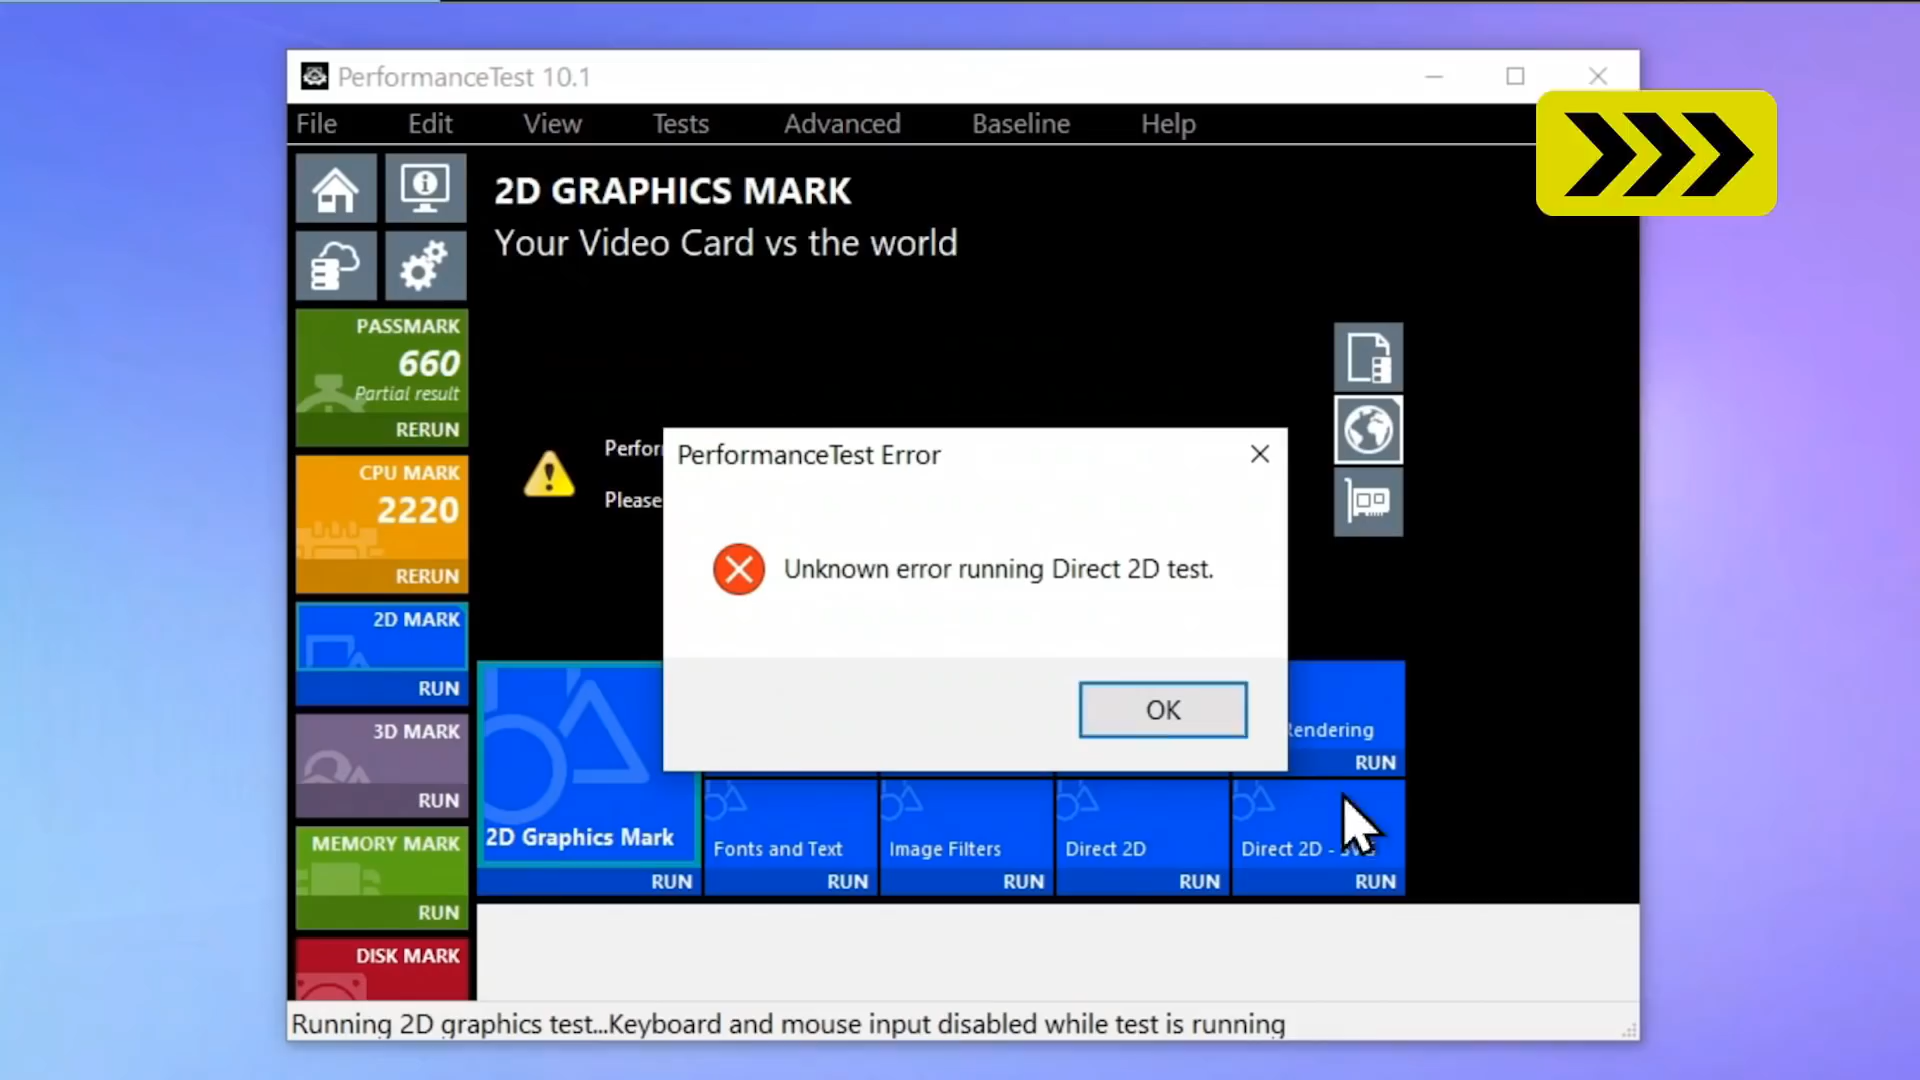 PerformanceTest 10.1
File Edit View Tests Advanced Baseline Help
2D GRAPHICS MARK
Your Video Card vs the world
PASSMARK
660
Partial result
RERUN
CPU MARK
2220
RERUN
2D MARK
RUN
3D MARK
RUN
MEMORY MARK
RUN
DISK MARK
Please
PerformanceTest Error
Unknown error running Direct 2D test.
OK
Rendering
RUN
2D Graphics Mark
RUN
Fonts and Text
RUN
Image Filters
RUN
Direct 2D
RUN
Direct 2D -
RUN
Running 2D graphics test...Keyboard and mouse input disabled while test is running